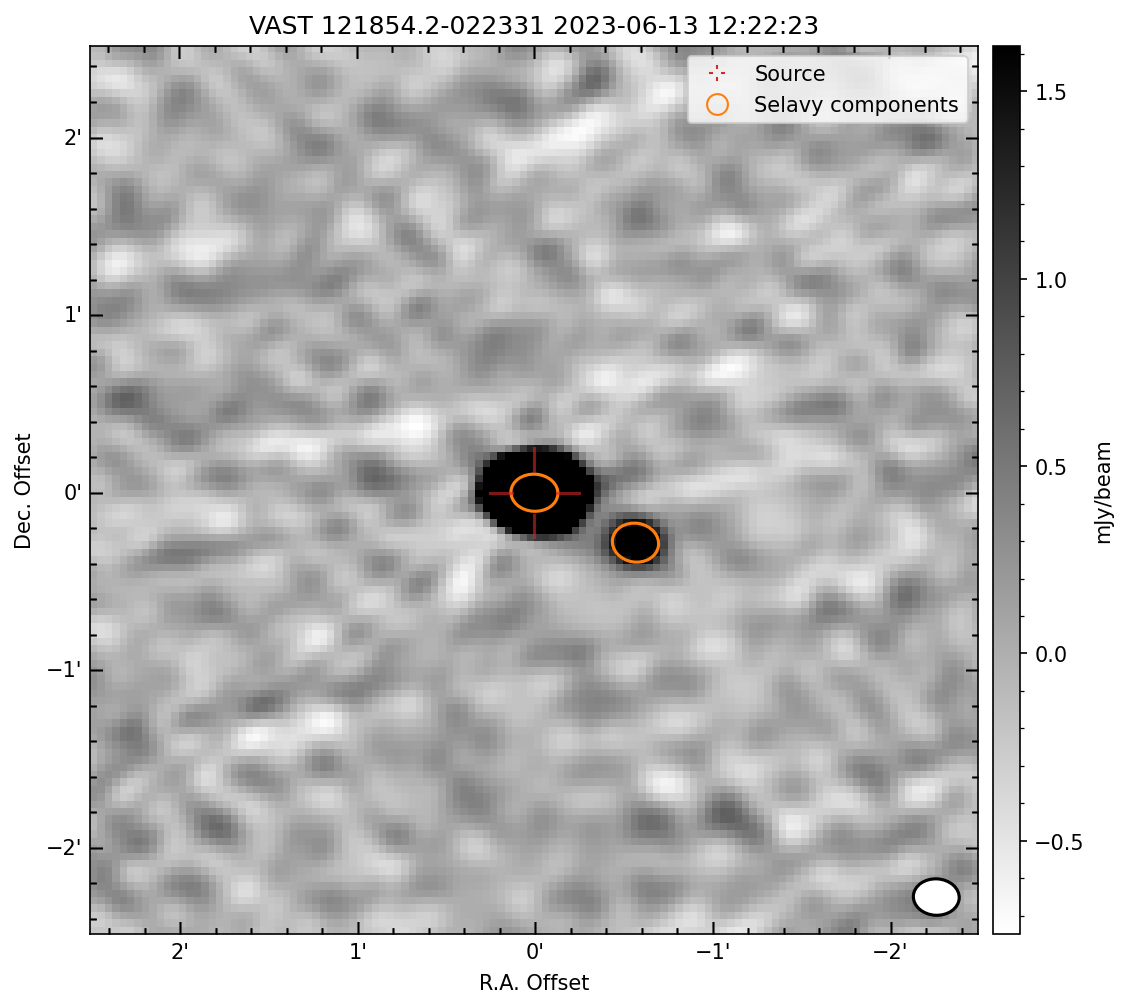 VAST 121854.2-022331 2023-06-13 12:22:23
Source
Selavy components
2'
1'
0'
−1'
−2'
Dec. Offset
2'
1'
0'
−1'
−2'
R.A. Offset
1.5
1.0
0.5
0.0
−0.5
mJy/beam